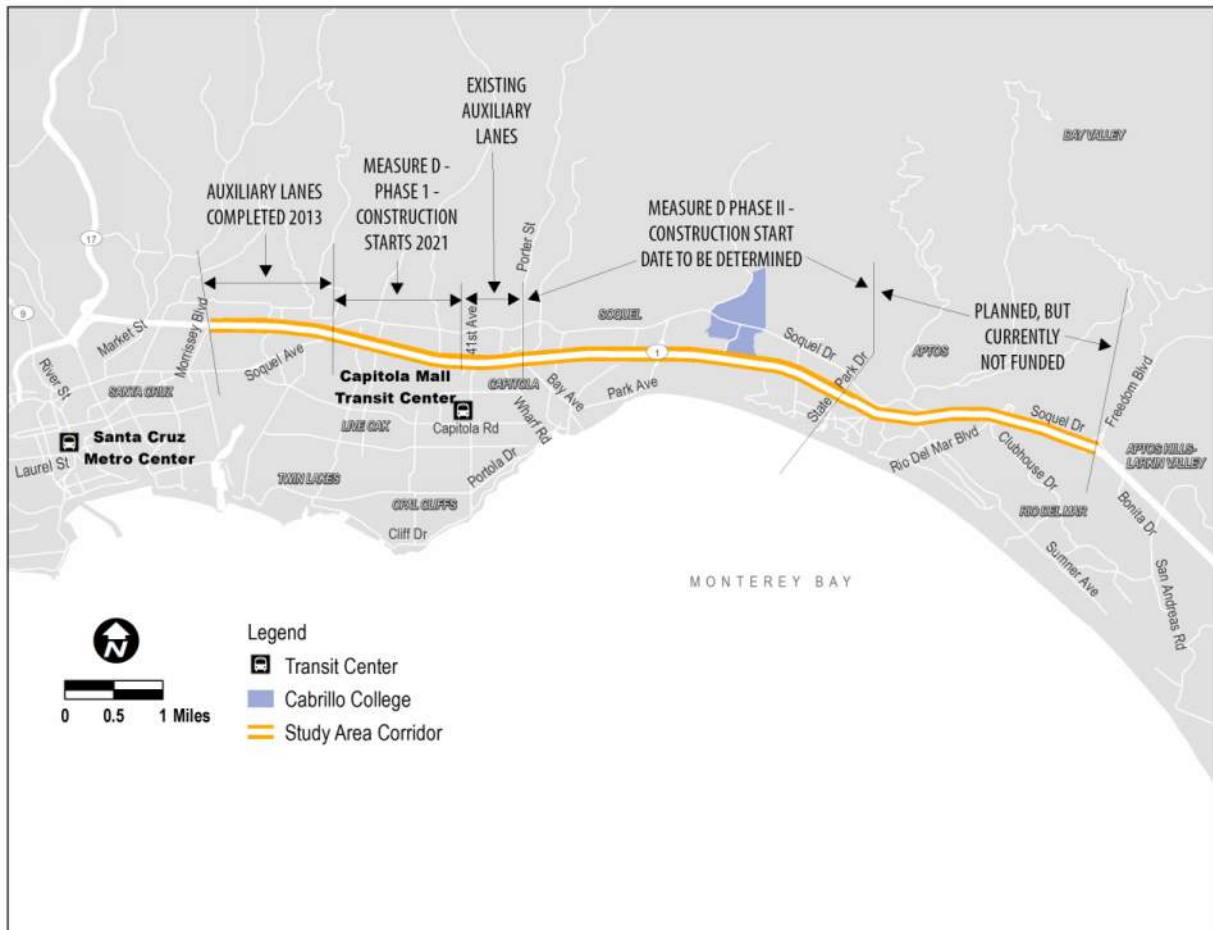 EXISTING
AUXILIARY
LANES
MEASURE D -
PHASE 1 -
CONSTRUCTION
STARTS 2021
AUXILIARY LANES
COMPLETED 2013
MEASURE D PHASE II -
CONSTRUCTION START
DATE TO BE DETERMINED
PLANNED, BUT
CURRENTLY
NOT FUNDED
DAY VALLEY
17
9
1
Porter St
41st Ave
Morrissey Blvd
Market St
River St
Soquel Ave
SANTA CRUZ
SOQUEL
Soquel Dr
State Park Dr
APTOS
Freedom Blvd
Capitola Mall
Transit Center
CAPITOLA
Bay Ave
Park Ave
Wharf Rd
Capitola Rd
LIVE OAK
Santa Cruz
Metro Center
Laurel St
TWIN LAKES
Portola Dr
OPAL CLIFFS
Cliff Dr
Rio Del Mar Blvd
Soquel Dr
Clubhouse Dr
APTOS HILLS-
LARKIN VALLEY
RIO DEL MAR
Bonita Dr
Sumner Ave
San Andreas Rd
MONTEREY BAY
N
0 0.5 1 Miles
Legend
Transit Center
Cabrillo College
Study Area Corridor